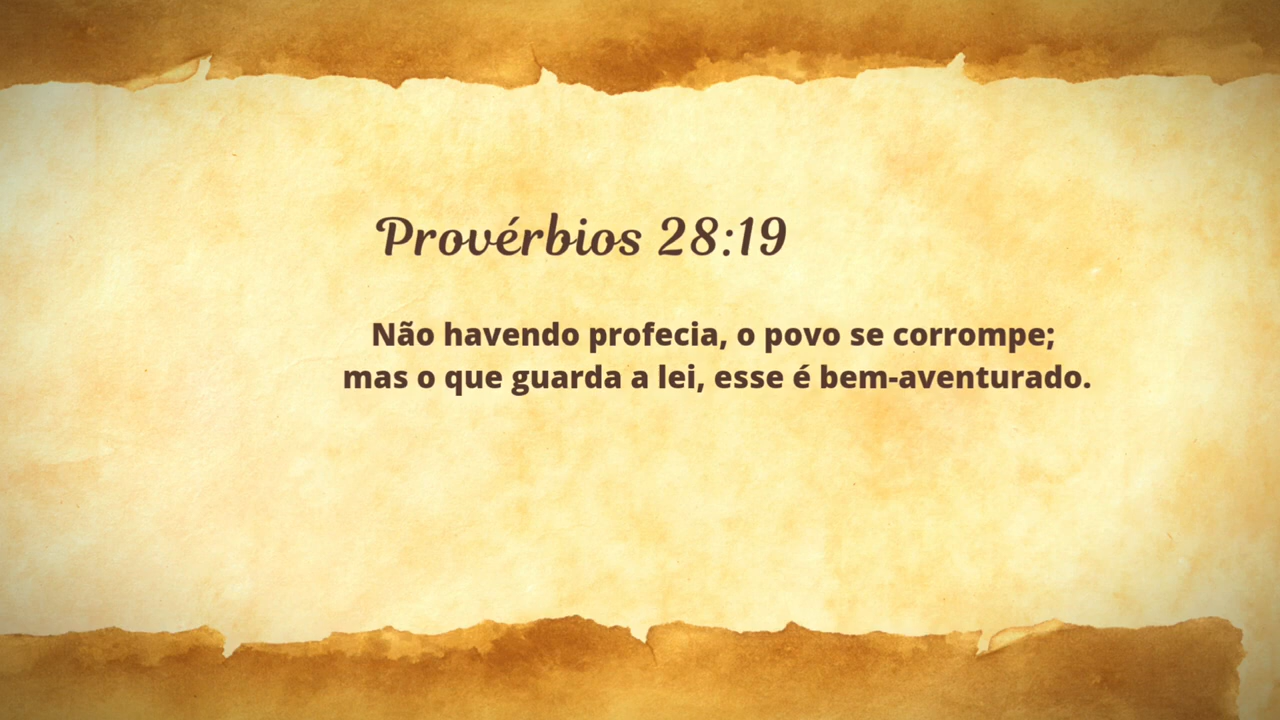 Provérbios 28:19
Não havendo profecia, o povo se corrompe;
mas o que guarda a lei, esse é bem-aventurado.